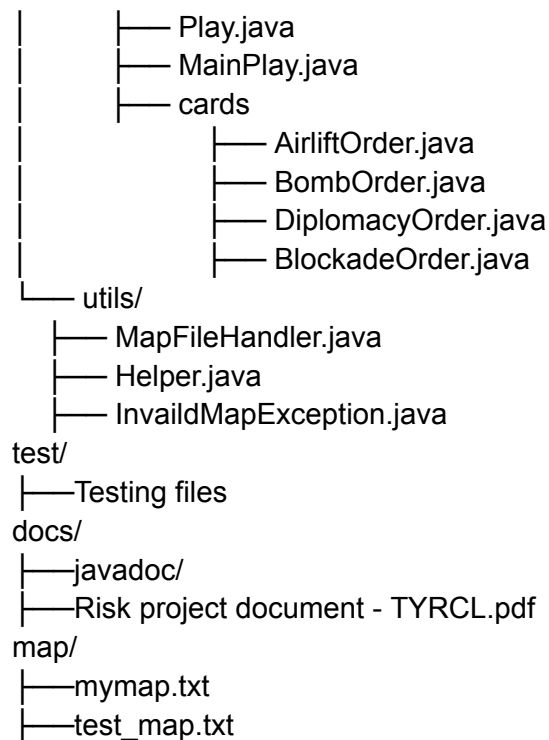 │ ├── Play.java
│ ├── MainPlay.java
│ ├── cards
│ ├── AirliftOrder.java
│ ├── BombOrder.java
│ ├── DiplomacyOrder.java
│ ├── BlockadeOrder.java
└── utils/
├── MapFileHandler.java
├── Helper.java
├── InvaildMapException.java
test/
├──Testing files
docs/
├──javadoc/
├──Risk project document - TYRCL.pdf
map/
├──mymap.txt
├──test_map.txt